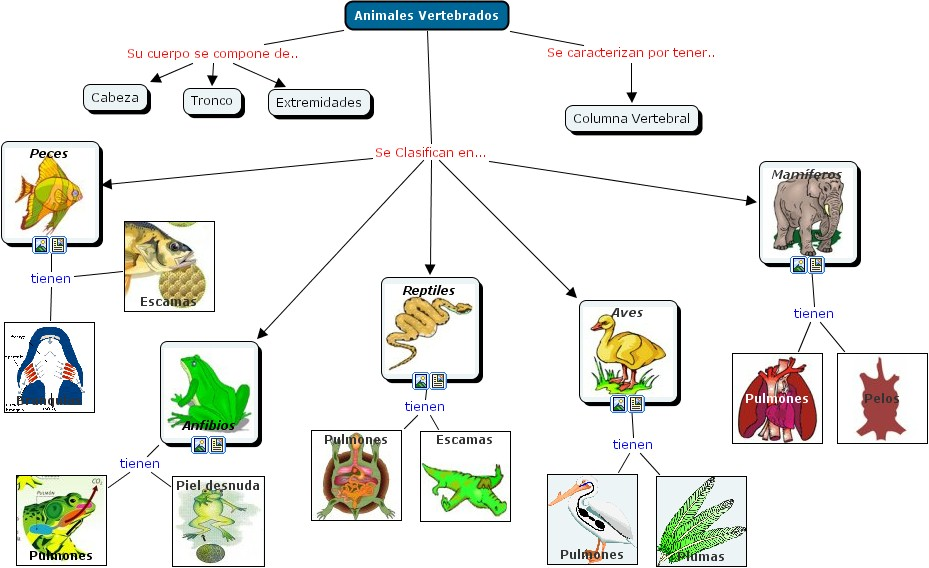 Animales Vertebrados
Su cuerpo se compone de..
Se caracterizan por tener..
Cabeza
Tronco
Extremidades
Columna Vertebral
Se Clasifican en...
Peces
Mamíferos
tienen
Escamas
Reptiles
Aves
tienen
Branquias
Anfibios
Pulmones
Pelos
tienen
tienen
Pulmones
Escamas
tienen
PULMÓN
CO₂
Piel desnuda
Pulmones
Pulmones
Plumas